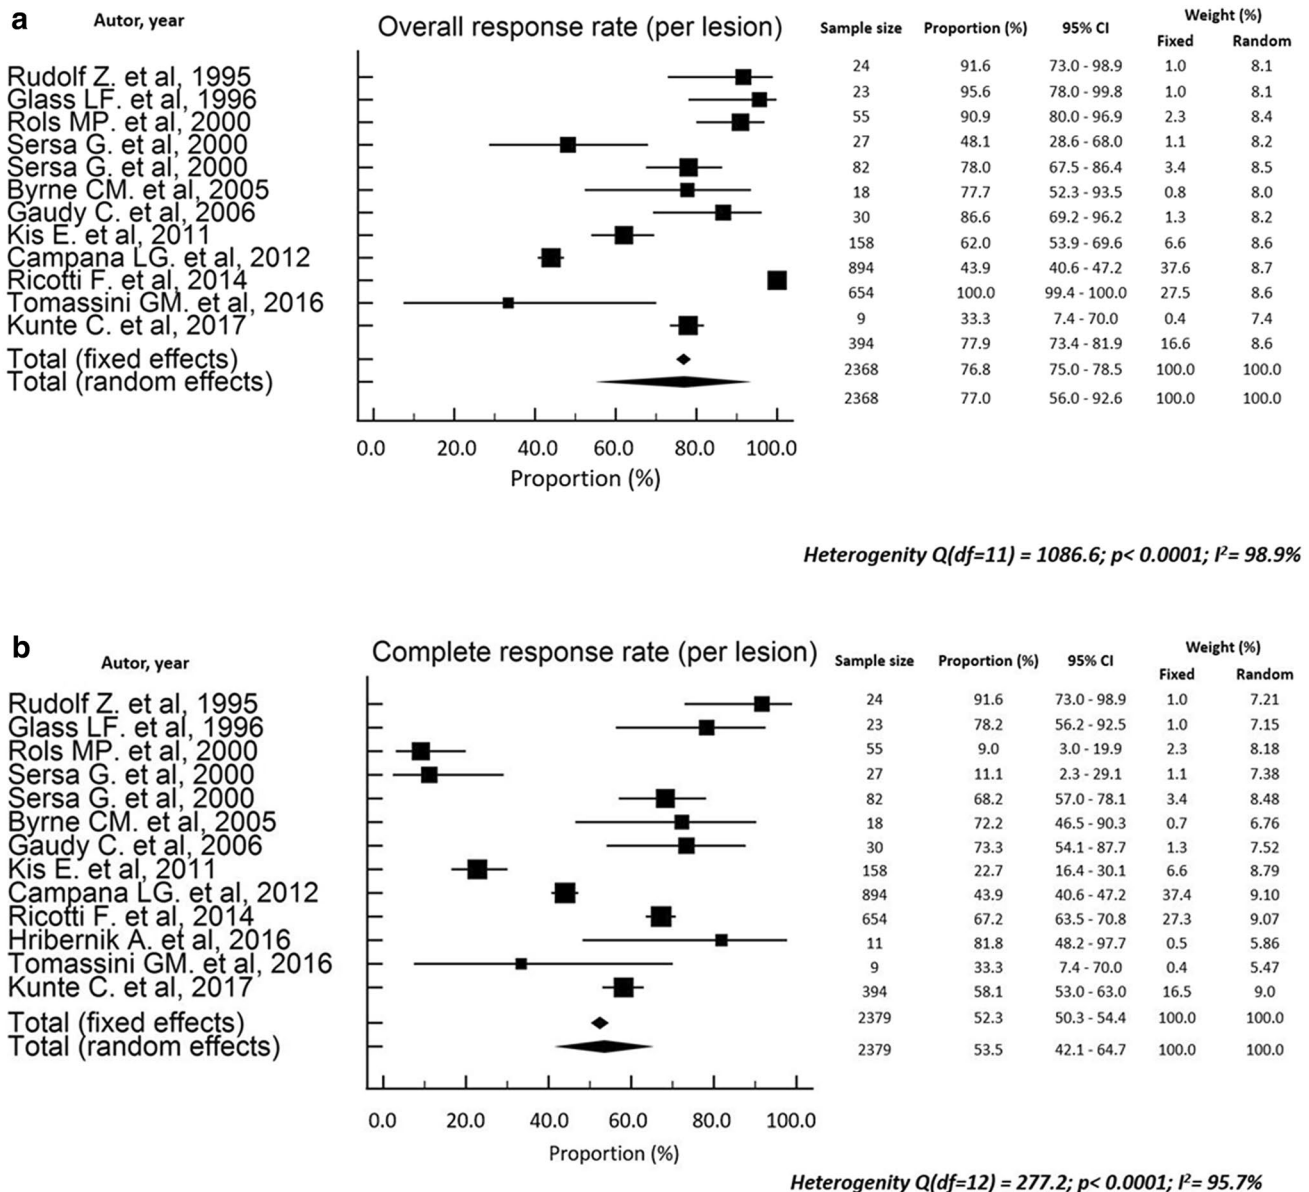 a
Autor, year Overall response rate (per lesion) Sample size Proportion (%) 95% CI Weight (%)
Fixed Random
Rudolf Z. et al, 1995 24 91.6 73.0 - 98.9 1.0 8.1
Glass LF. et al, 1996 23 95.6 78.0 - 99.8 1.0 8.1
Rols MP. et al, 2000 55 90.9 80.0 - 96.9 2.3 8.4
Sersa G. et al, 2000 27 48.1 28.6 - 68.0 1.1 8.2
Sersa G. et al, 2000 82 78.0 67.5 - 86.4 3.4 8.5
Byrne CM. et al, 2005 18 77.7 52.3 - 93.5 0.8 8.0
Gaudy C. et al, 2006 30 86.6 69.2 - 96.2 1.3 8.2
Kis E. et al, 2011 158 62.0 53.9 - 69.6 6.6 8.6
Campana LG. et al, 2012 894 43.9 40.6 - 47.2 37.6 8.7
Ricotti F. et al, 2014 654 100.0 99.4 - 100.0 27.5 8.6
Tomassini GM. et al, 2016 9 33.3 7.4 - 70.0 0.4 7.4
Kunte C. et al, 2017 394 77.9 73.4 - 81.9 16.6 8.6
Total (fixed effects) 2368 76.8 75.0 - 78.5 100.0 100.0
Total (random effects) 2368 77.0 56.0 - 92.6 100.0 100.0
0.0 20.0 40.0 60.0 80.0 100.0
Proportion (%)
Heterogenity Q(df=11) = 1086.6; p< 0.0001; I²= 98.9%
b
Autor, year Complete response rate (per lesion) Sample size Proportion (%) 95% CI Weight (%)
Fixed Random
Rudolf Z. et al, 1995 24 91.6 73.0 - 98.9 1.0 7.21
Glass LF. et al, 1996 23 78.2 56.2 - 92.5 1.0 7.15
Rols MP. et al, 2000 55 9.0 3.0 - 19.9 2.3 8.18
Sersa G. et al, 2000 27 11.1 2.3 - 29.1 1.1 7.38
Sersa G. et al, 2000 82 68.2 57.0 - 78.1 3.4 8.48
Byrne CM. et al, 2005 18 72.2 46.5 - 90.3 0.7 6.76
Gaudy C. et al, 2006 30 73.3 54.1 - 87.7 1.3 7.52
Kis E. et al, 2011 158 22.7 16.4 - 30.1 6.6 8.79
Campana LG. et al, 2012 894 43.9 40.6 - 47.2 37.4 9.10
Ricotti F. et al, 2014 654 67.2 63.5 - 70.8 27.3 9.07
Hribernik A. et al, 2016 11 81.8 48.2 - 97.7 0.5 5.86
Tomassini GM. et al, 2016 9 33.3 7.4 - 70.0 0.4 5.47
Kunte C. et al, 2017 394 58.1 53.0 - 63.0 16.5 9.0
Total (fixed effects) 2379 52.3 50.3 - 54.4 100.0 100.0
Total (random effects) 2379 53.5 42.1 - 64.7 100.0 100.0
0.0 20.0 40.0 60.0 80.0 100.0
Proportion (%)
Heterogenity Q(df=12) = 277.2; p< 0.0001; I²= 95.7%